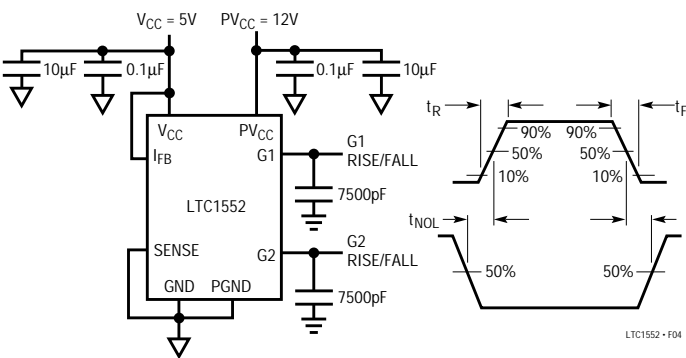 VCC = 5V PVCC = 12V
10µF 0.1µF 0.1µF 10µF
VCC PVCC
IFB
G1
G1
RISE/FALL
7500pF
LTC1552
SENSE
G2
G2
RISE/FALL
GND PGND
7500pF
tR tF
90% 90%
50% 50%
10% 10%
tNOL
50% 50%
LTC1552 • F04